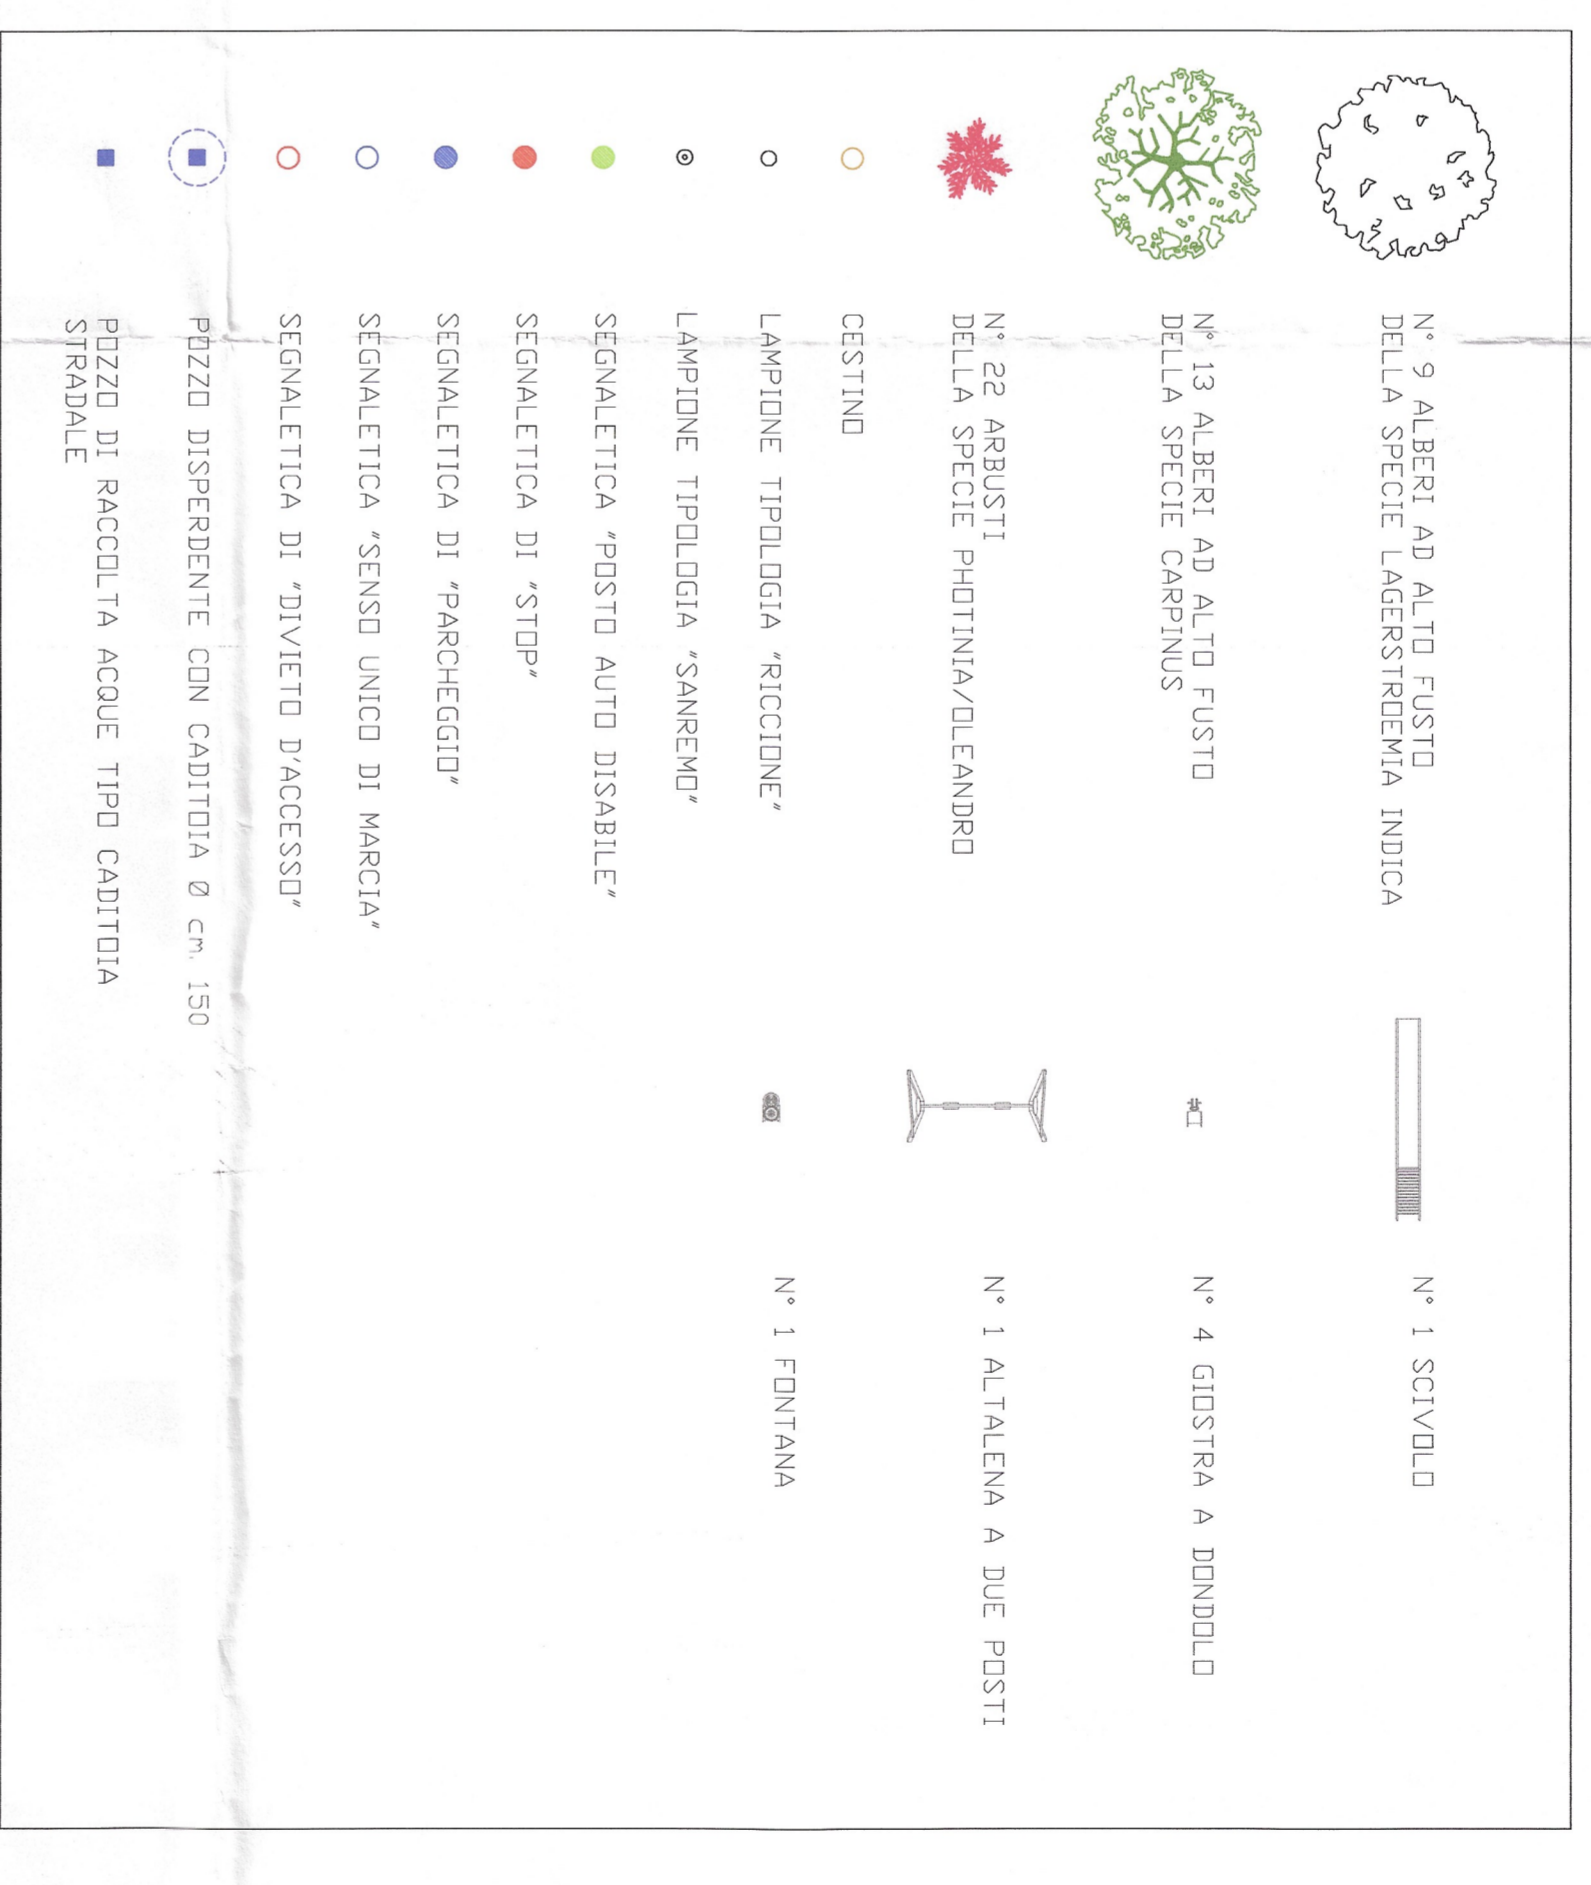 N° 9 ALBERI AD ALTO FUSTO
DELLA SPECIE LAGERSTROEMIA INDICA
N° 13 ALBERI AD ALTO FUSTO
DELLA SPECIE CARPINUS
N° 22 ARBUSTI
DELLA SPECIE PHOTINIA/OLEANDRO
CESTINO
LAMPIONE TIPOLOGIA "RICCIONE"
LAMPIONE TIPOLOGIA "SANREMO"
SEGNALETICA "POSTO AUTO DISABILE"
SEGNALETICA DI "STOP"
SEGNALETICA DI "PARCHEGGIO"
SEGNALETICA "SENSO UNICO DI MARCIA"
SEGNALETICA DI "DIVIETO D'ACCESSO"
POZZO DISPERDENTE CON CADITOIA Ø cm. 150
POZZO DI RACCOLTA ACQUE TIPO CADITOIA
STRADALE
N° 1 SCIVOLO
N° 4 GIOSTRA A DONDOLO
N° 1 ALTALENA A DUE POSTI
N° 1 FONTANA